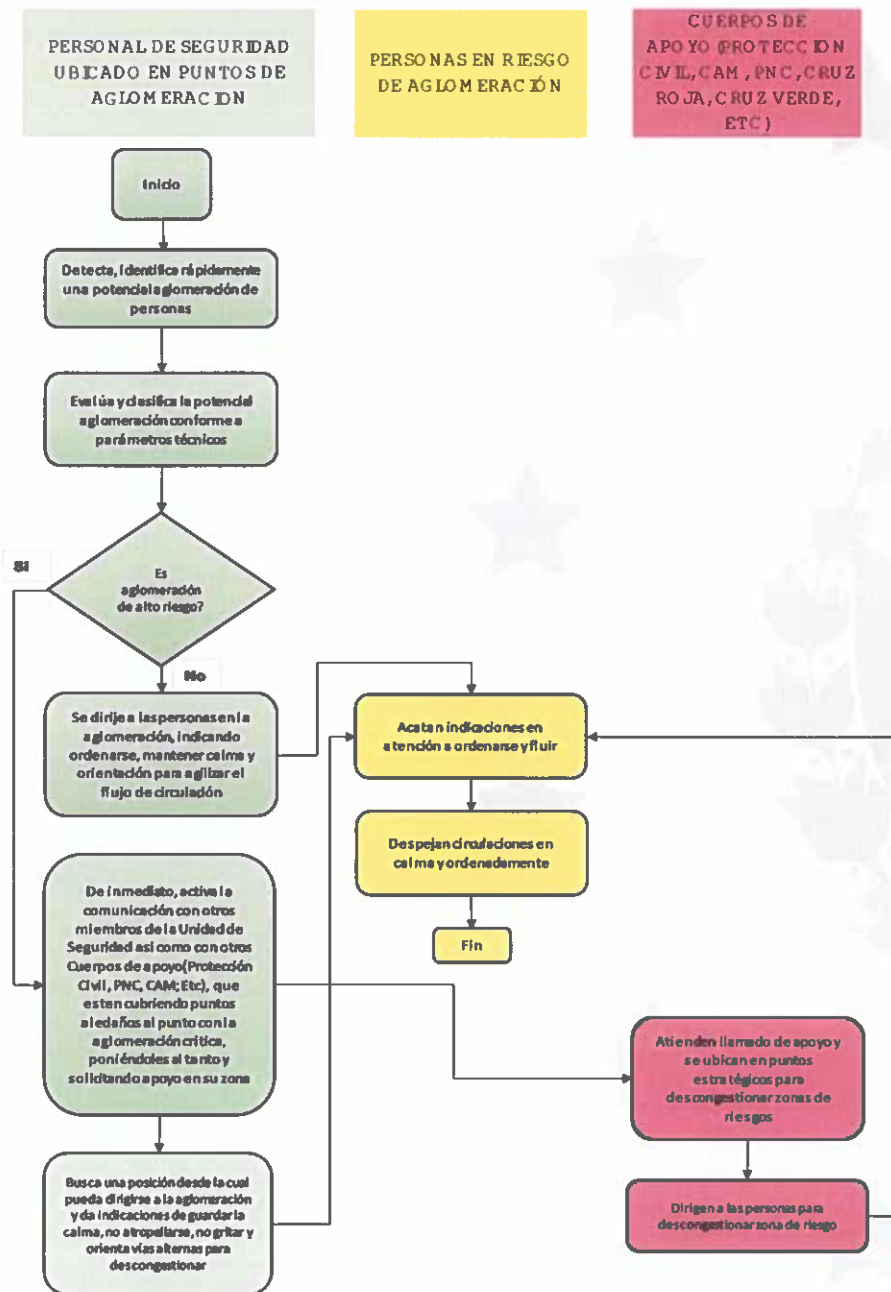 PERSONAL DE SEGURIDAD
UBICADO EN PUNTOS DE
AGLOMERACION
PERSONAS EN RIESGO
DE AGLOMERACIÓN
CUERPOS DE
APOYO (PROTECCION
CIVIL, CAM, PNC, CRUZ
ROJA, CRUZ VERDE,
ETC)
Inicio
Detecta, identifica rápidamente
una potencial aglomeración de
personas
Evalúa y clasifica la potencial
aglomeración conforme a
parámetros técnicos
Es
aglomeración
de alto riesgo?
Si
No
Se dirije a las personas en la
aglomeración, indicando
ordenarse, mantener calma y
orientación para agilizar el
flujo de circulación
Acatan indicaciones en
atención a ordenarse y fluir
Despejan circulaciones en
calma y ordenadamente
Fin
De inmediato, activa la
comunicación con otros
miembros de la Unidad de
Seguridad asi como con otros
Cuerpos de apoyo(Protección
Civil, PNC, CAM; Etc), que
esten cubriendo puntos
aledaños al punto con la
aglomeración critica,
poniéndoles al tanto y
solicitando apoyo en su zona
Atienden llamado de apoyo y
se ubican en puntos
estratégicos para
descongestionar zonas de
riesgos
Busca una posición desde la cual
pueda dirigirse a la aglomeración
y da indicaciones de guardar la
calma, no atropellarse, no gritar y
orienta vías alternas para
descongestionar
Dirigen a las personas para
descongestionar zona de riesgo